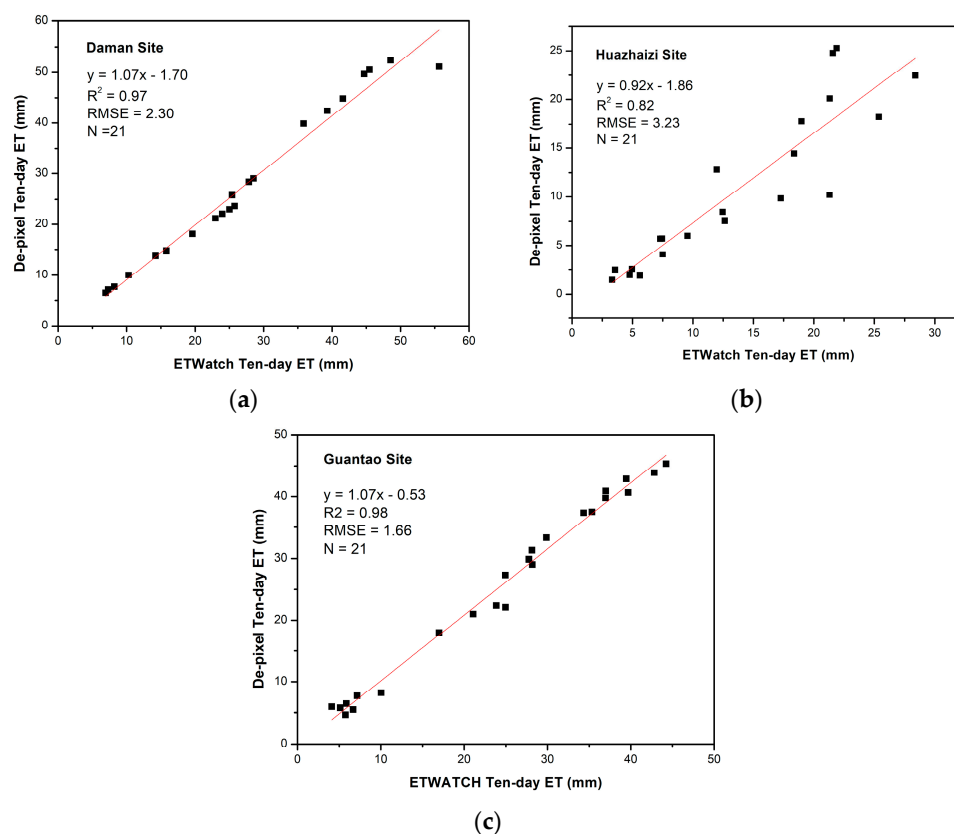 60
50
40
30
20
10
0
De-pixel Ten-day ET (mm)
Daman Site
y = 1.07x - 1.70
R² = 0.97
RMSE = 2.30
N =21
0 10 20 30 40 50 60
ETWatch Ten-day ET (mm)
(a)
25
20
15
10
5
0
De-pixel Ten-day ET (mm)
Huazhaizi Site
y = 0.92x - 1.86
R² = 0.82
RMSE = 3.23
N = 21
0 5 10 15 20 25 30
ETWatch Ten-day ET (mm)
(b)
50
40
30
20
10
0
De-pixel Ten-day ET (mm)
Guantao Site
y = 1.07x - 0.53
R2 = 0.98
RMSE = 1.66
N = 21
0 10 20 30 40 50
ETWATCH Ten-day ET (mm)
(c)